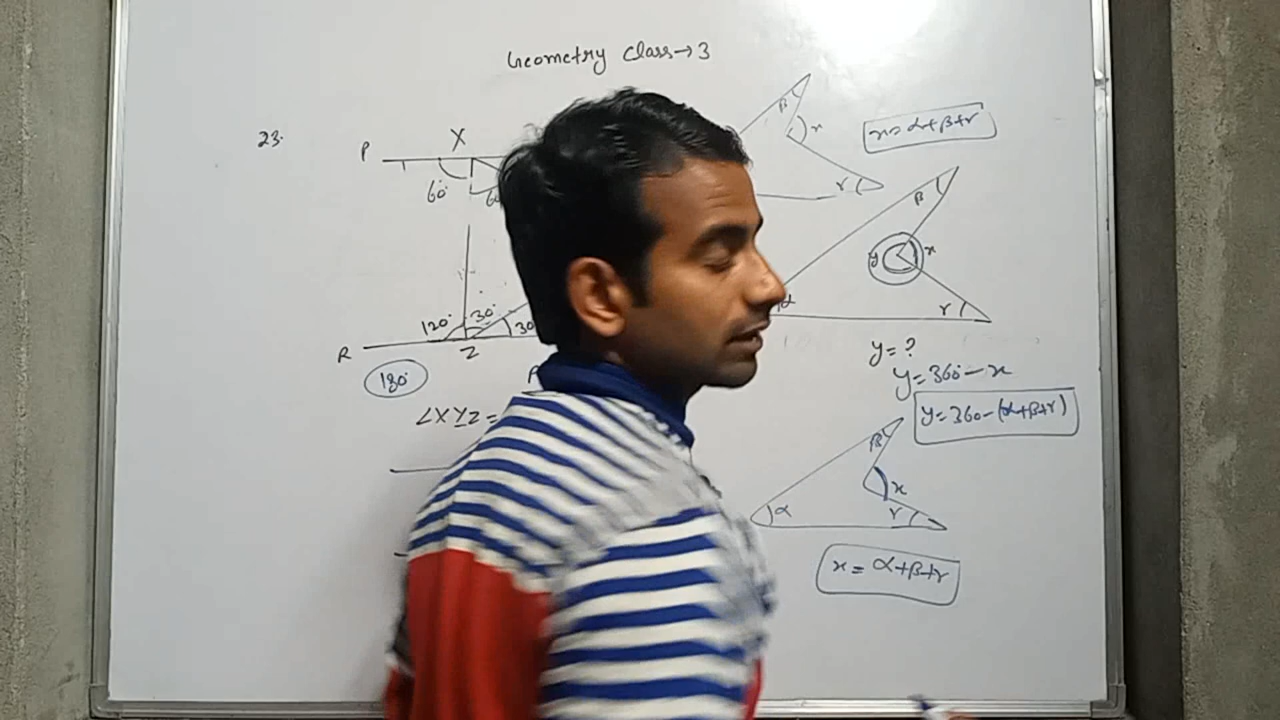 Geometry Class→3
23.
P
X
60°
60
120°
30°
30
R
Z
180°
∠XYZ=
β
x
r
x=α+β+r
β
y
x
α
r
y=?
y=360-x
y=360-(α+β+r)
β
x
α
r
x=α+β+r